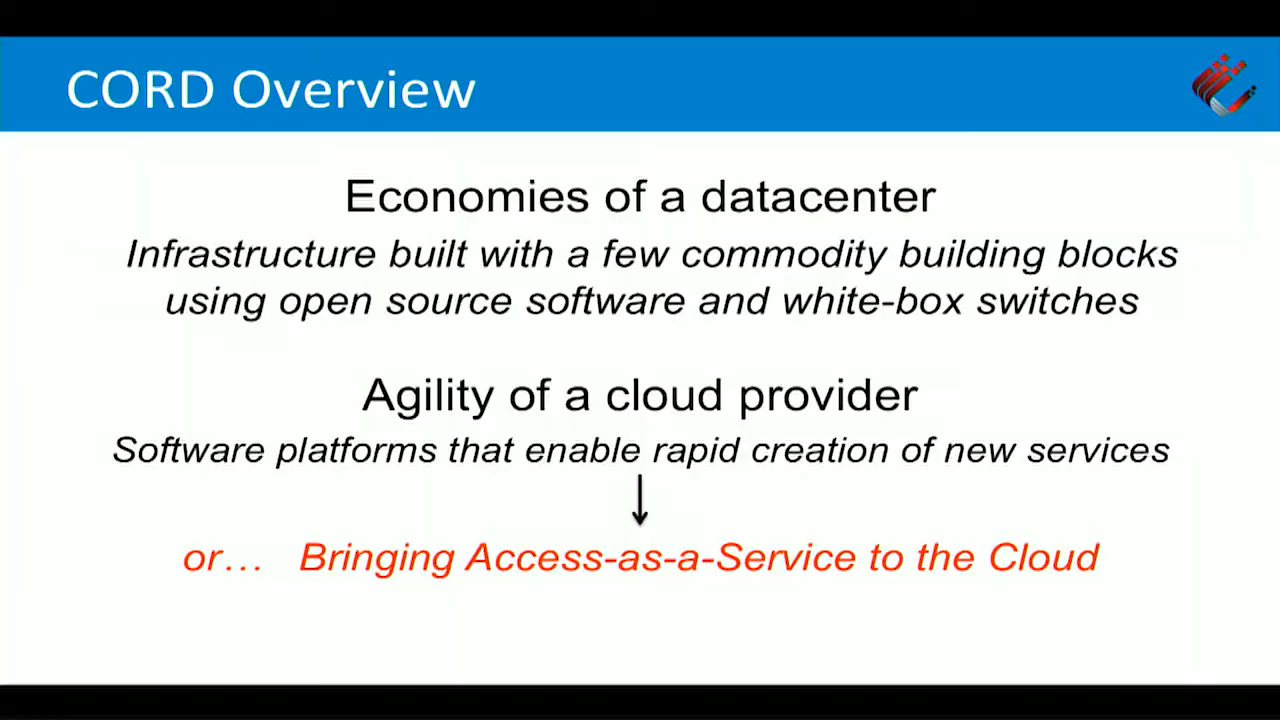 CORD Overview
Economies of a datacenter
Infrastructure built with a few commodity building blocks
using open source software and white-box switches
Agility of a cloud provider
Software platforms that enable rapid creation of new services
or… Bringing Access-as-a-Service to the Cloud